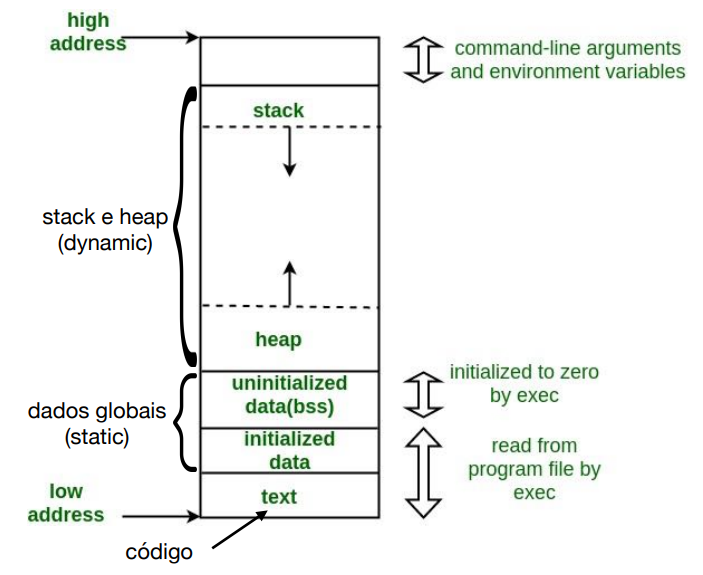 high
address
command-line arguments
and environment variables
stack
stack e heap
(dynamic)
heap
uninitialized
data(bss)
initialized to zero
by exec
dados globais
(static)
initialized
data
read from
program file by
exec
low
address
text
código